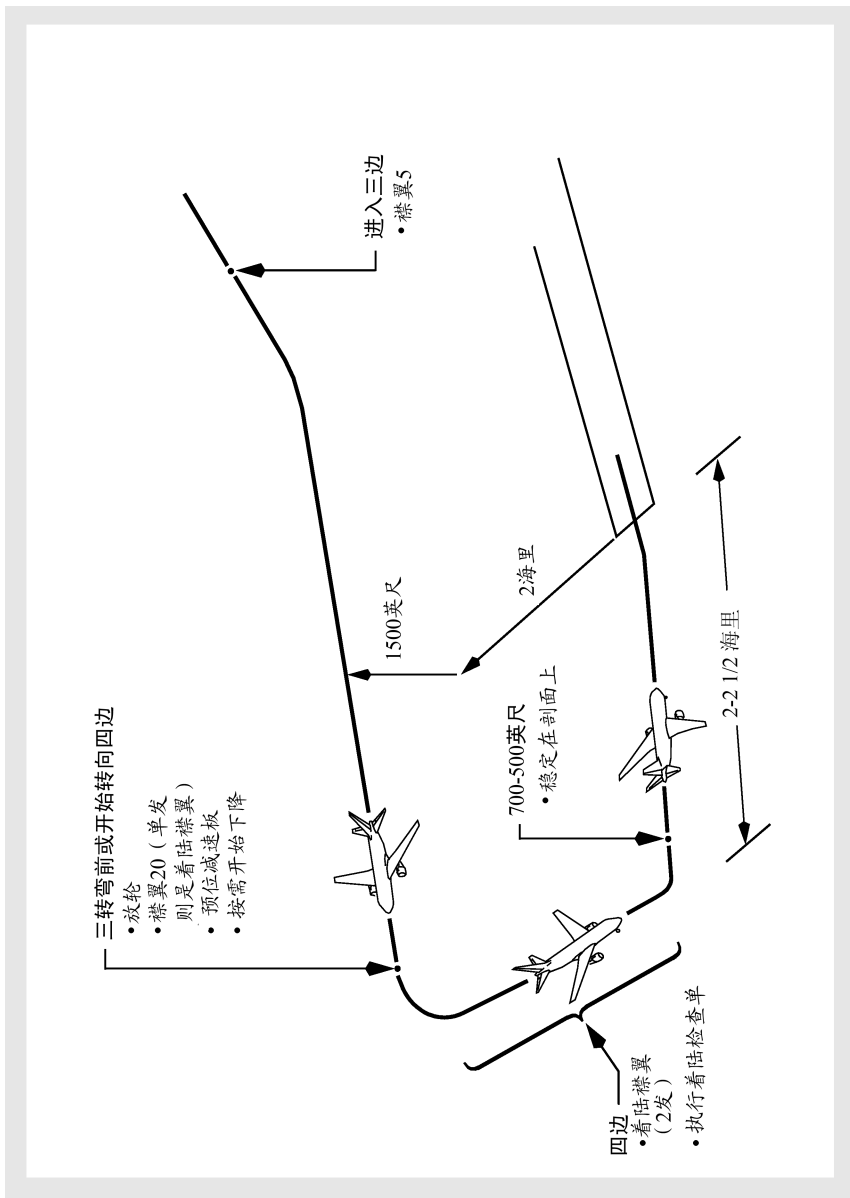 进入三边
•襟翼5
1500英尺
2海里
三转弯前或开始转向四边
•放轮
•襟翼20（单发
则是着陆襟翼）
•预位减速板
•按需开始下降
700-500英尺
•稳定在剖面上
2-2 1/2 海里
四边
•着陆襟翼
（2发）
•执行着陆检查单